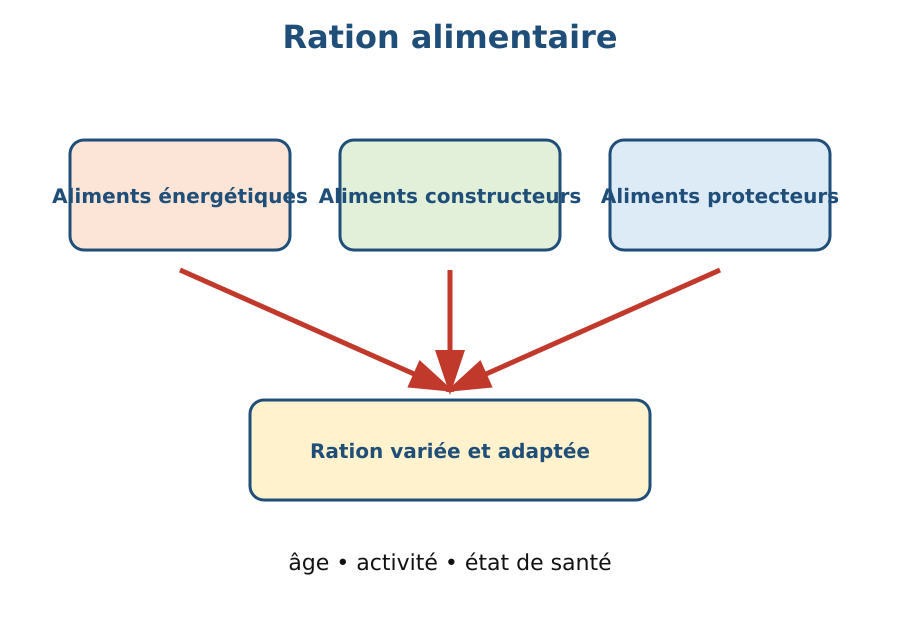 Ration alimentaire
Aliments énergétiques
Aliments constructeurs
Aliments protecteurs
Ration variée et adaptée
âge • activité • état de santé